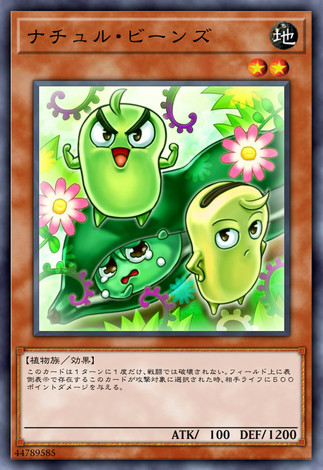 ナチュル・ビーンズ
地
【植物族／効果】
このカードは１ターンに１度だけ、戦闘では破壊されない。フィールド上に表
側表示で存在するこのカードが攻撃対象に選択された時、相手ライフに５００
ポイントダメージを与える。
ATK/ 100 DEF/1200
44789585